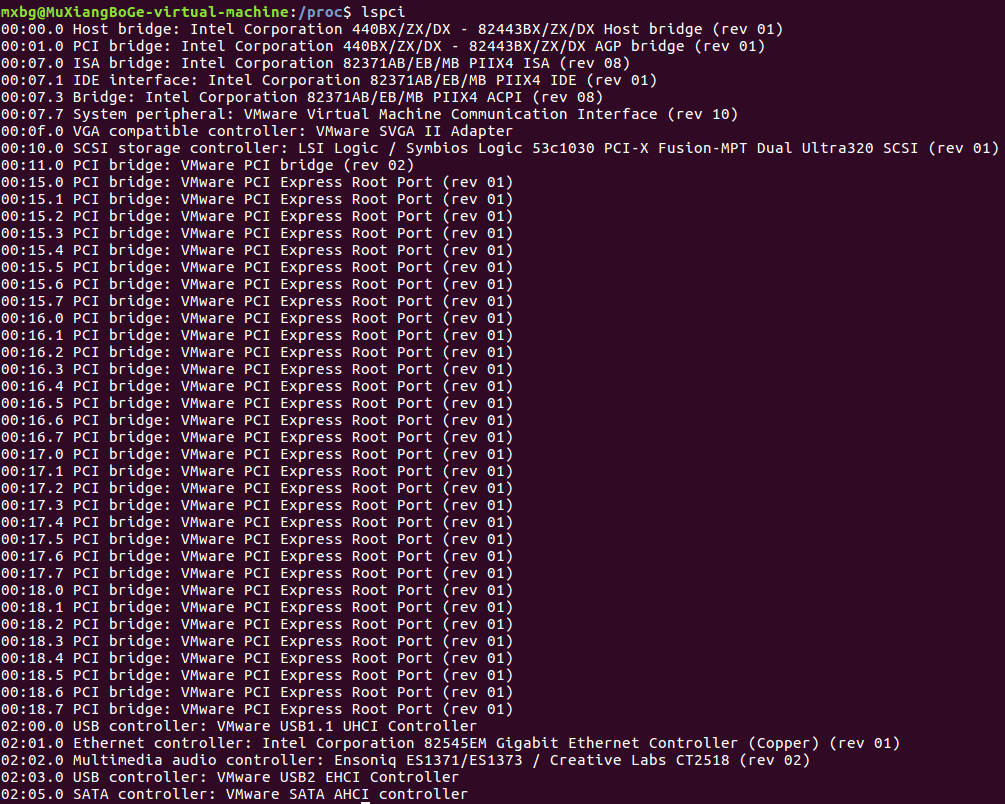 mxbg@MuXiangBoGe-virtual-machine:/proc$ lspci
00:00.0 Host bridge: Intel Corporation 440BX/ZX/DX - 82443BX/ZX/DX Host bridge (rev 01)
00:01.0 PCI bridge: Intel Corporation 440BX/ZX/DX - 82443BX/ZX/DX AGP bridge (rev 01)
00:07.0 ISA bridge: Intel Corporation 82371AB/EB/MB PIIX4 ISA (rev 08)
00:07.1 IDE interface: Intel Corporation 82371AB/EB/MB PIIX4 IDE (rev 01)
00:07.3 Bridge: Intel Corporation 82371AB/EB/MB PIIX4 ACPI (rev 08)
00:07.7 System peripheral: VMware Virtual Machine Communication Interface (rev 10)
00:0f.0 VGA compatible controller: VMware SVGA II Adapter
00:10.0 SCSI storage controller: LSI Logic / Symbios Logic 53c1030 PCI-X Fusion-MPT Dual Ultra320 SCSI (rev 01)
00:11.0 PCI bridge: VMware PCI bridge (rev 02)
00:15.0 PCI bridge: VMware PCI Express Root Port (rev 01)
00:15.1 PCI bridge: VMware PCI Express Root Port (rev 01)
00:15.2 PCI bridge: VMware PCI Express Root Port (rev 01)
00:15.3 PCI bridge: VMware PCI Express Root Port (rev 01)
00:15.4 PCI bridge: VMware PCI Express Root Port (rev 01)
00:15.5 PCI bridge: VMware PCI Express Root Port (rev 01)
00:15.6 PCI bridge: VMware PCI Express Root Port (rev 01)
00:15.7 PCI bridge: VMware PCI Express Root Port (rev 01)
00:16.0 PCI bridge: VMware PCI Express Root Port (rev 01)
00:16.1 PCI bridge: VMware PCI Express Root Port (rev 01)
00:16.2 PCI bridge: VMware PCI Express Root Port (rev 01)
00:16.3 PCI bridge: VMware PCI Express Root Port (rev 01)
00:16.4 PCI bridge: VMware PCI Express Root Port (rev 01)
00:16.5 PCI bridge: VMware PCI Express Root Port (rev 01)
00:16.6 PCI bridge: VMware PCI Express Root Port (rev 01)
00:16.7 PCI bridge: VMware PCI Express Root Port (rev 01)
00:17.0 PCI bridge: VMware PCI Express Root Port (rev 01)
00:17.1 PCI bridge: VMware PCI Express Root Port (rev 01)
00:17.2 PCI bridge: VMware PCI Express Root Port (rev 01)
00:17.3 PCI bridge: VMware PCI Express Root Port (rev 01)
00:17.4 PCI bridge: VMware PCI Express Root Port (rev 01)
00:17.5 PCI bridge: VMware PCI Express Root Port (rev 01)
00:17.6 PCI bridge: VMware PCI Express Root Port (rev 01)
00:17.7 PCI bridge: VMware PCI Express Root Port (rev 01)
00:18.0 PCI bridge: VMware PCI Express Root Port (rev 01)
00:18.1 PCI bridge: VMware PCI Express Root Port (rev 01)
00:18.2 PCI bridge: VMware PCI Express Root Port (rev 01)
00:18.3 PCI bridge: VMware PCI Express Root Port (rev 01)
00:18.4 PCI bridge: VMware PCI Express Root Port (rev 01)
00:18.5 PCI bridge: VMware PCI Express Root Port (rev 01)
00:18.6 PCI bridge: VMware PCI Express Root Port (rev 01)
00:18.7 PCI bridge: VMware PCI Express Root Port (rev 01)
02:00.0 USB controller: VMware USB1.1 UHCI Controller
02:01.0 Ethernet controller: Intel Corporation 82545EM Gigabit Ethernet Controller (Copper) (rev 01)
02:02.0 Multimedia audio controller: Ensoniq ES1371/ES1373 / Creative Labs CT2518 (rev 02)
02:03.0 USB controller: VMware USB2 EHCI Controller
02:05.0 SATA controller: VMware SATA AHCI controller